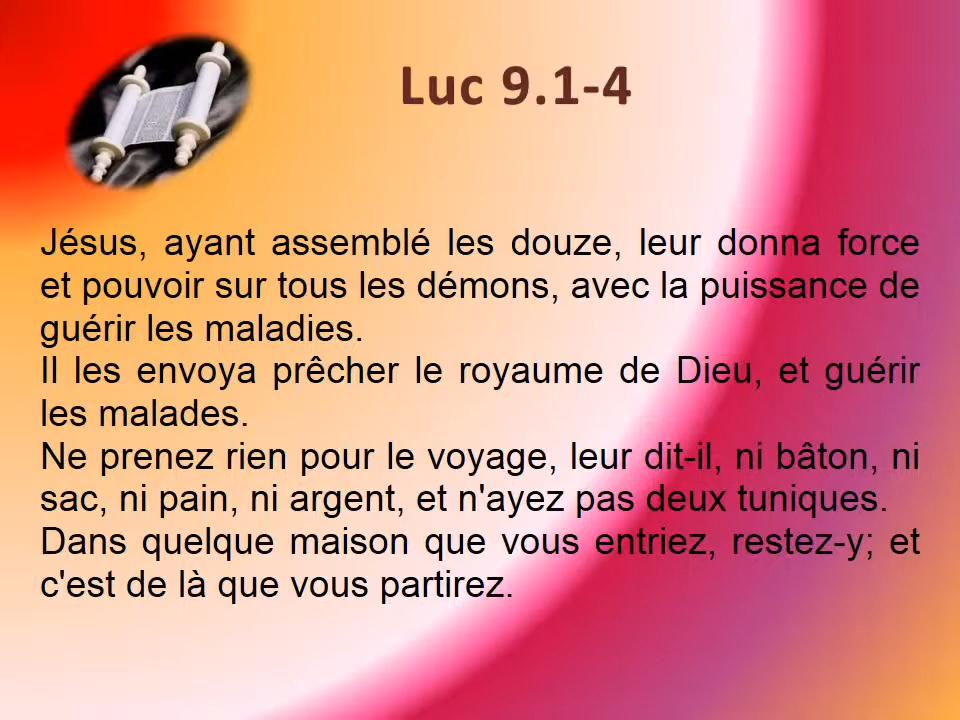 Luc 9.1-4
Jésus, ayant assemblé les douze, leur donna force
et pouvoir sur tous les démons, avec la puissance de
guérir les maladies.
Il les envoya prêcher le royaume de Dieu, et guérir
les malades.
Ne prenez rien pour le voyage, leur dit-il, ni bâton, ni
sac, ni pain, ni argent, et n'ayez pas deux tuniques.
Dans quelque maison que vous entriez, restez-y; et
c'est de là que vous partirez.